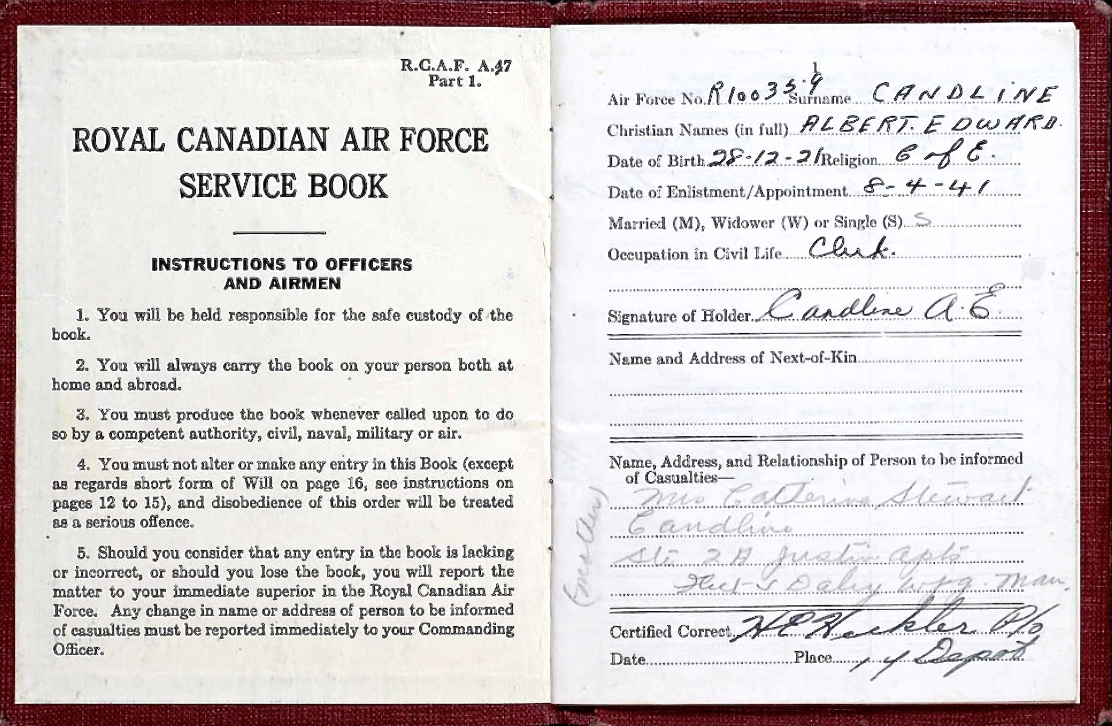 R.C.A.F. A.47
Part 1.
ROYAL CANADIAN AIR FORCE
SERVICE BOOK
INSTRUCTIONS TO OFFICERS
AND AIRMEN
1. You will be held responsible for the safe custody of the
book.
2. You will always carry the book on your person both at
home and abroad.
3. You must produce the book whenever called upon to do
so by a competent authority, civil, naval, military or air.
4. You must not alter or make any entry in this Book (except
as regards short form of Will on page 16, see instructions on
pages 12 to 15), and disobedience of this order will be treated
as a serious offence.
5. Should you consider that any entry in the book is lacking
or incorrect, or should you lose the book, you will report the
matter to your immediate superior in the Royal Canadian Air
Force. Any change in name or address of person to be informed
of casualties must be reported immediately to your Commanding
Officer.
1
Air Force No. R100359 Surname CANDLINE
Christian Names (in full) ALBERT. EDWARD.
Date of Birth 28-12-21 Religion C of E.
Date of Enlistment/Appointment 8-4-41
Married (M), Widower (W) or Single (S) S
Occupation in Civil Life Clerk.
Signature of Holder Candline A.E.
Name and Address of Next-of-Kin
Name, Address, and Relationship of Person to be informed
of Casualties—
Mrs Catherine Stewart
Candline
Ste 2A Justin Apts
& Daly Wpg. Man.
(mother)
Certified Correct P/O
Date Place Depot